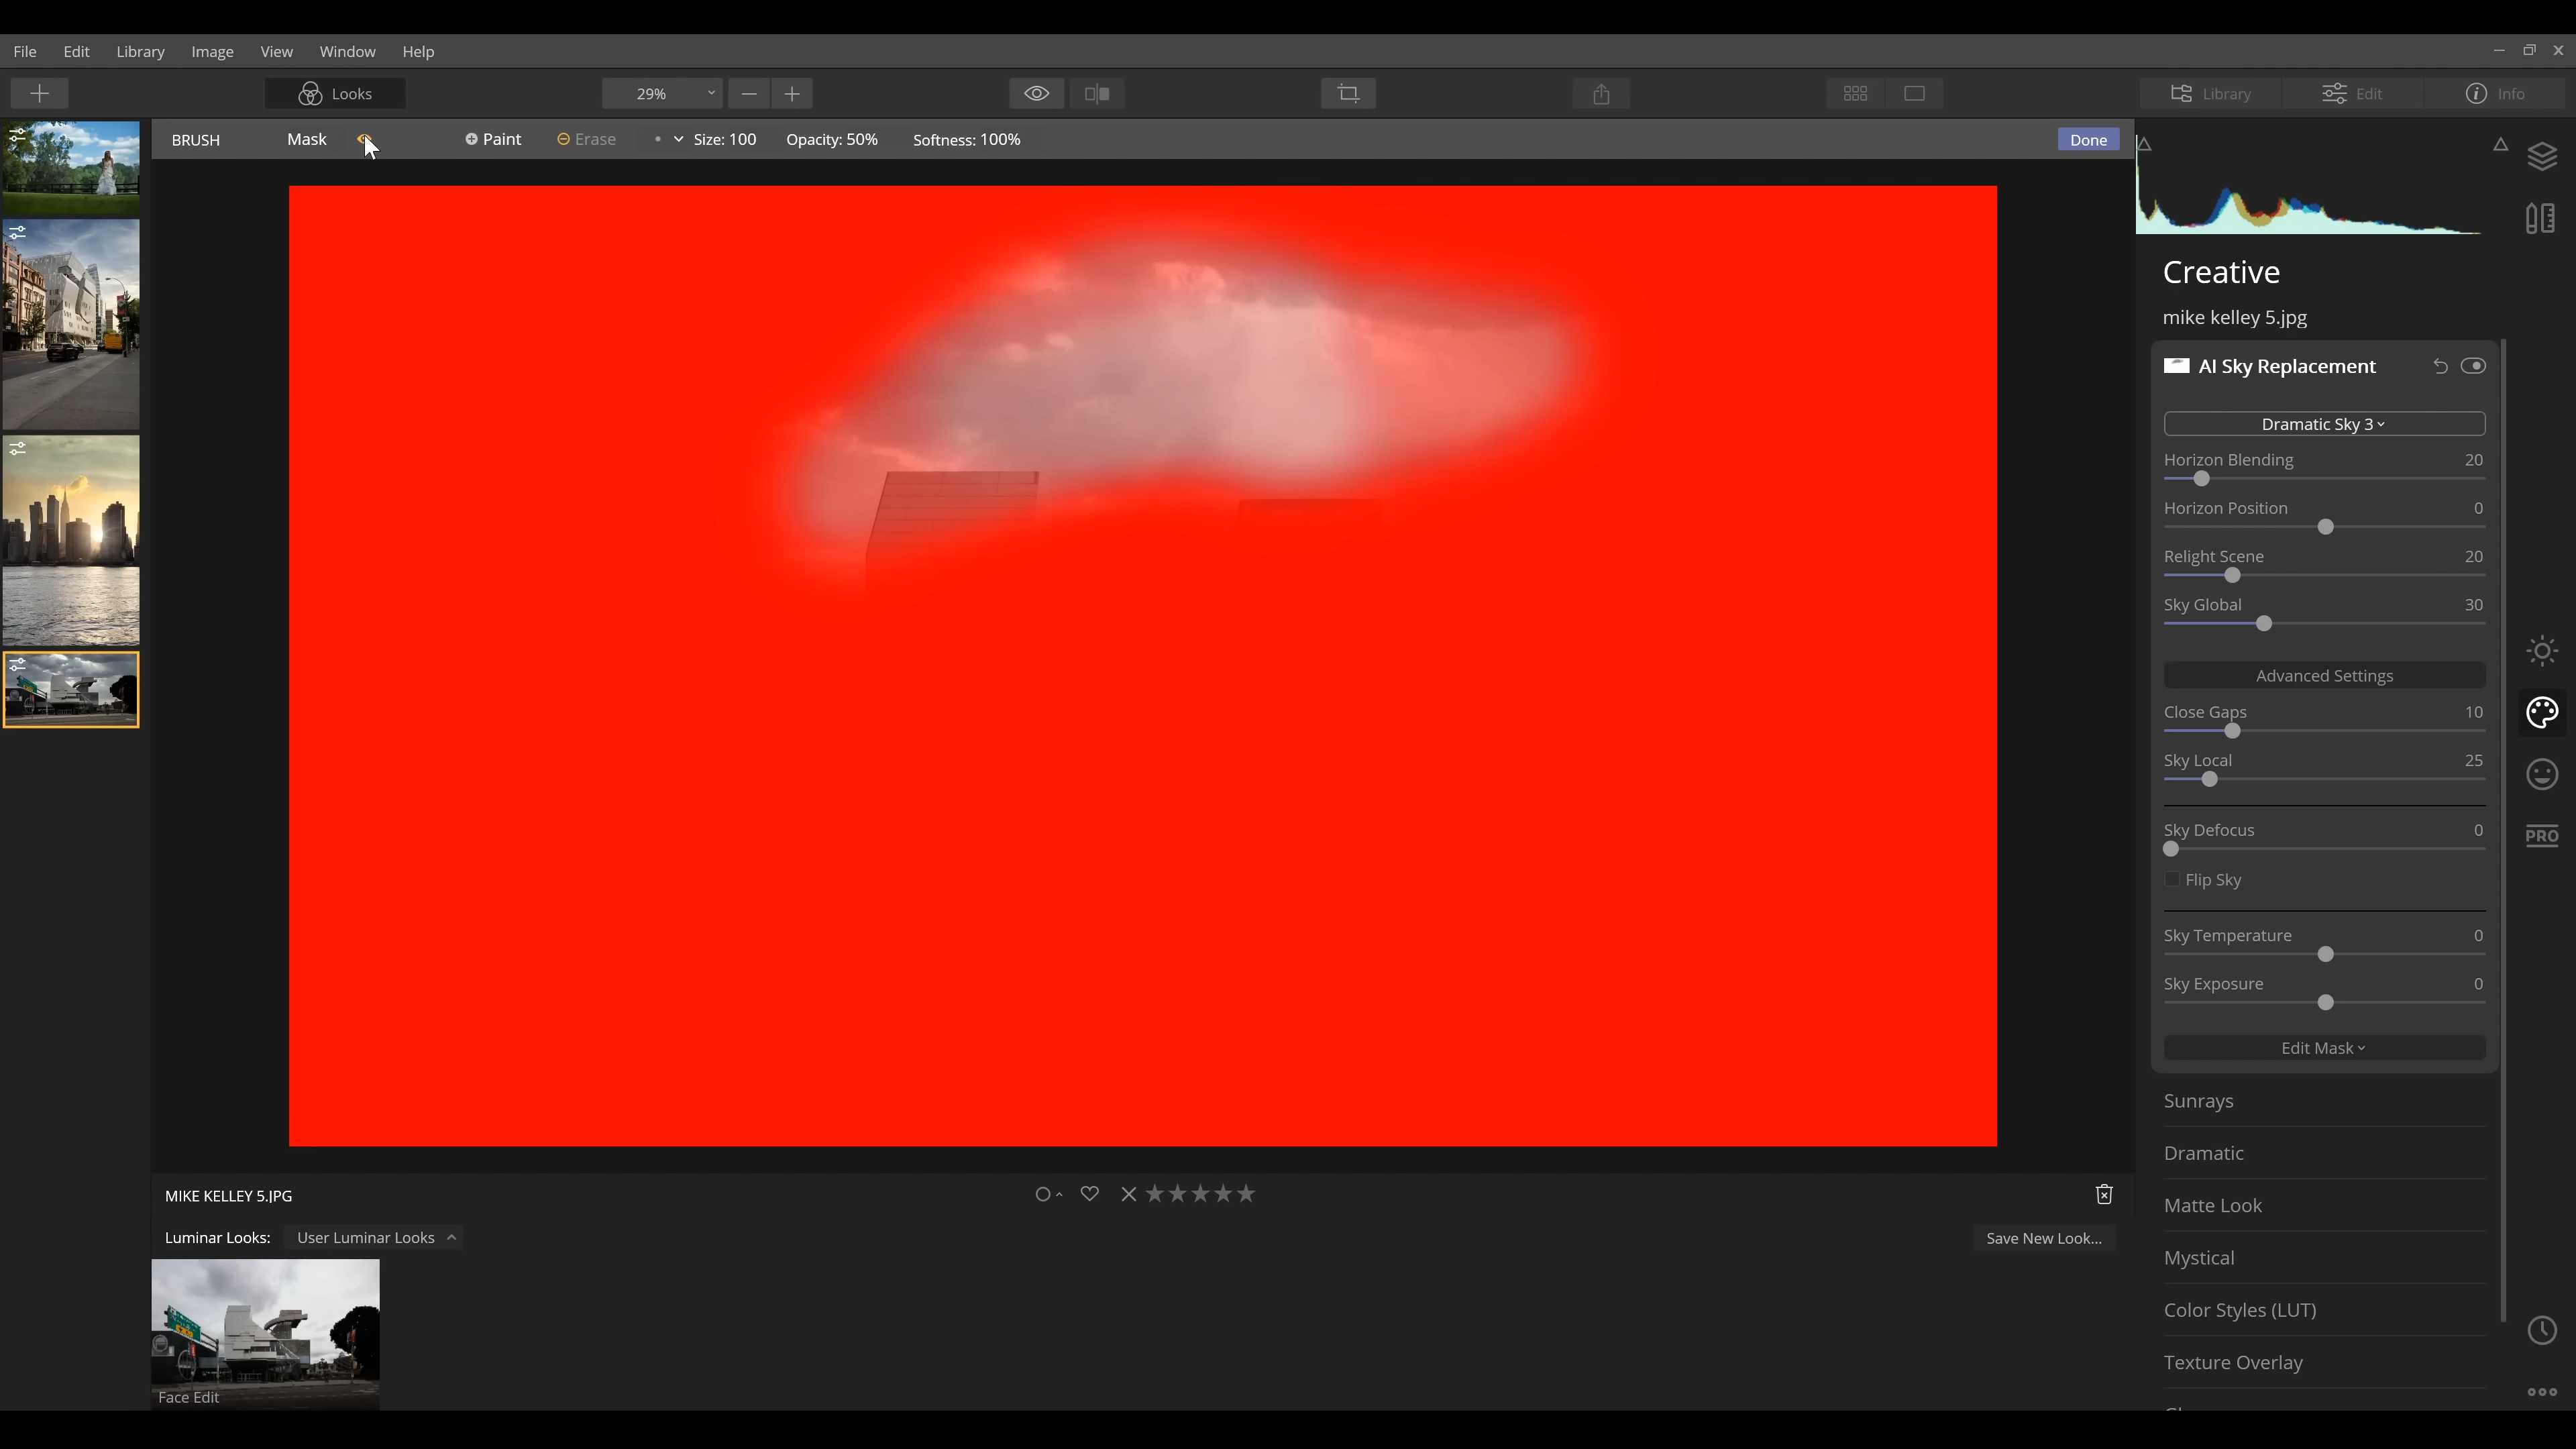 File Edit Library Image View Window Help
Looks 29% Library Edit Info
BRUSH Mask Paint Erase Size: 100 Opacity: 50% Softness: 100% Done
Creative
mike kelley 5.jpg
AI Sky Replacement
Dramatic Sky 3
Horizon Blending 20
Horizon Position 0
Relight Scene 20
Sky Global 30
Advanced Settings
Close Gaps 10
Sky Local 25
Sky Defocus 0
Flip Sky
Sky Temperature 0
Sky Exposure 0
Edit Mask
Sunrays
Dramatic
Matte Look
Mystical
Color Styles (LUT)
Texture Overlay
PRO
MIKE KELLEY 5.JPG
Luminar Looks: User Luminar Looks Save New Look...
Face Edit